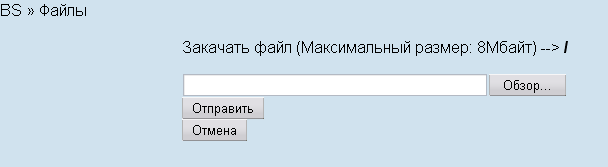 BS » Файлы
Закачать файл (Максимальный размер: 8Мбайт) --> /
Обзор...
Отправить
Отмена